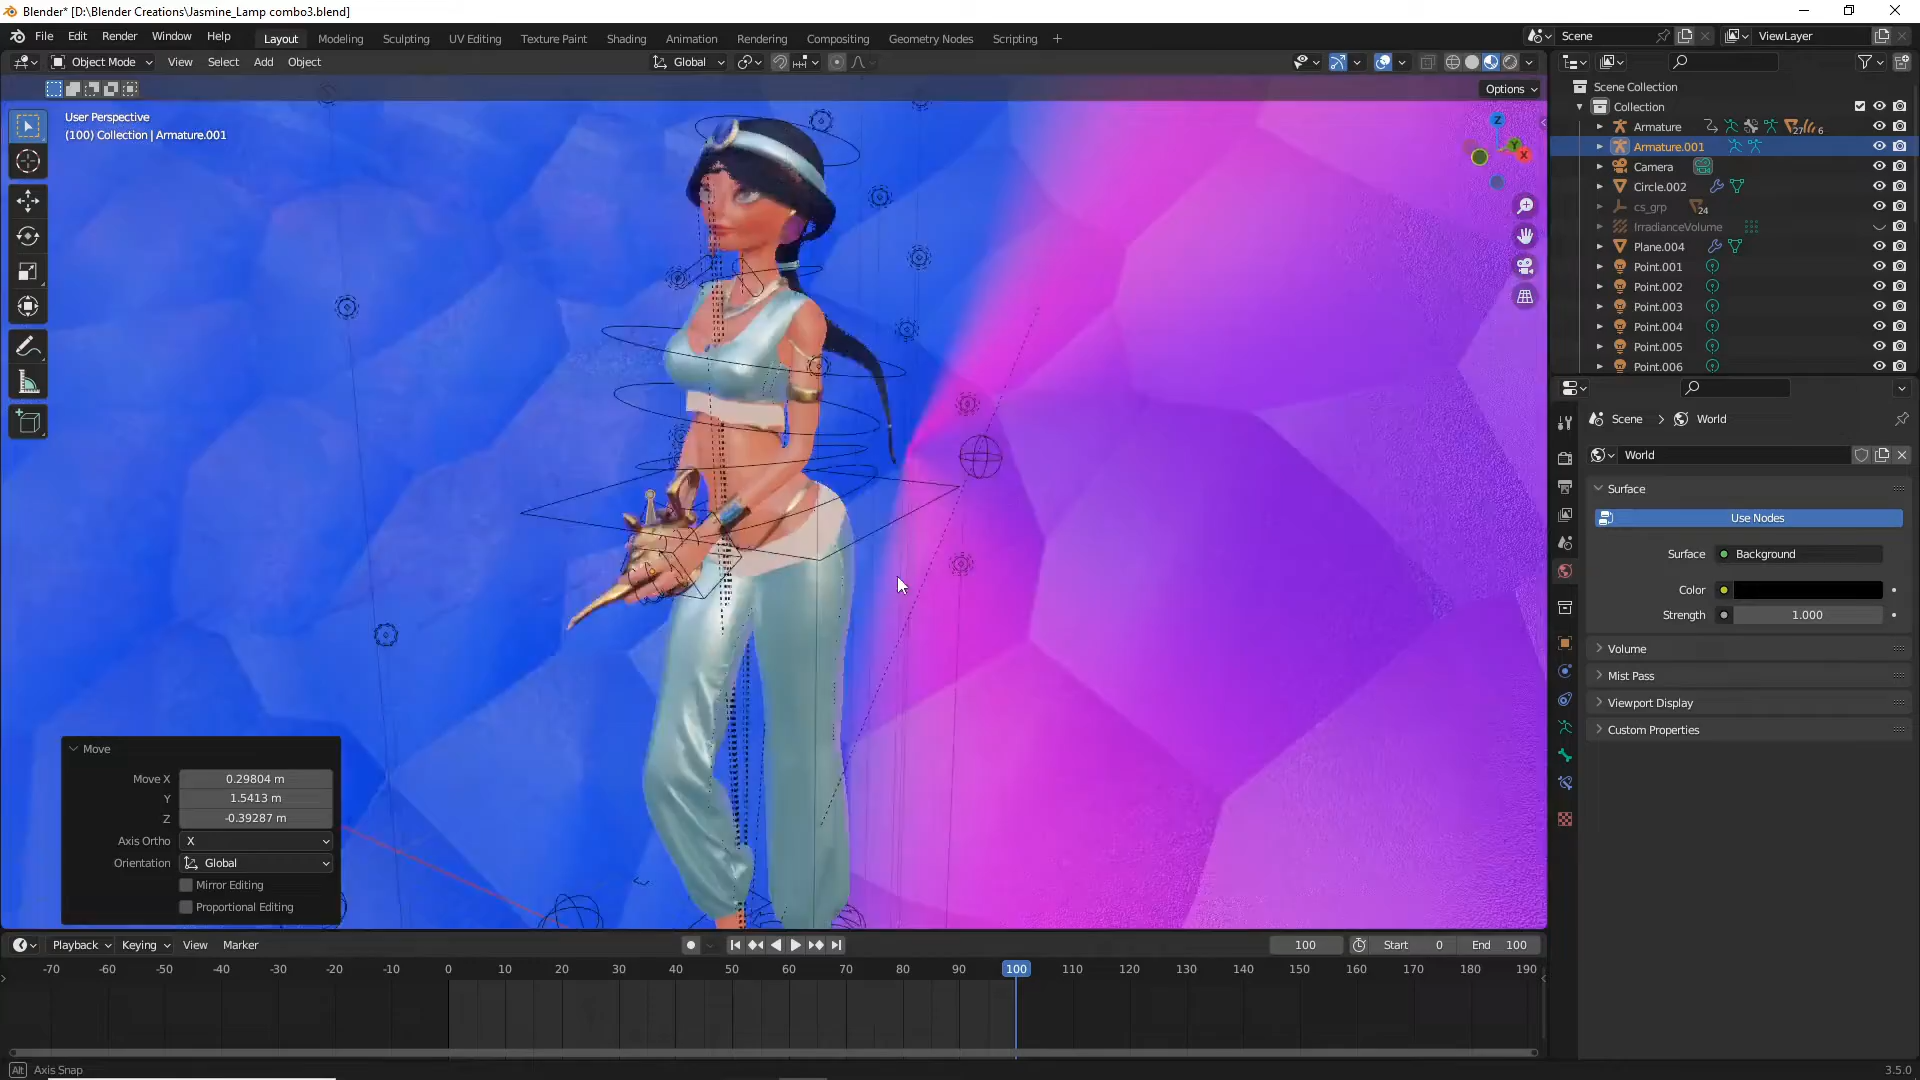 Blender* [D:\Blender Creations\Jasmine_Lamp combo3.blend]
File Edit Render Window Help
Layout Modeling Sculpting UV Editing Texture Paint Shading Animation Rendering Compositing Geometry Nodes Scripting +
Scene
ViewLayer
Object Mode View Select Add Object
Global
Options
User Perspective
(100) Collection | Armature.001
Z
Y
X
Scene Collection
Collection
Armature 27 6
Armature.001
Camera
Circle.002
cs_grp 24
IrradianceVolume
Plane.004
Point.001
Point.002
Point.003
Point.004
Point.005
Point.006
Scene > World
World
Surface
Use Nodes
Surface Background
Color
Strength 1.000
Volume
Mist Pass
Viewport Display
Custom Properties
Move
Move X 0.29804 m
Y 1.5413 m
Z -0.39287 m
Axis Ortho X
Orientation Global
Mirror Editing
Proportional Editing
Playback Keying View Marker
100 Start 0 End 100
-70 -60 -50 -40 -30 -20 -10 0 10 20 30 40 50 60 70 80 90 100 110 120 130 140 150 160 170 180 190
Alt Axis Snap
3.5.0